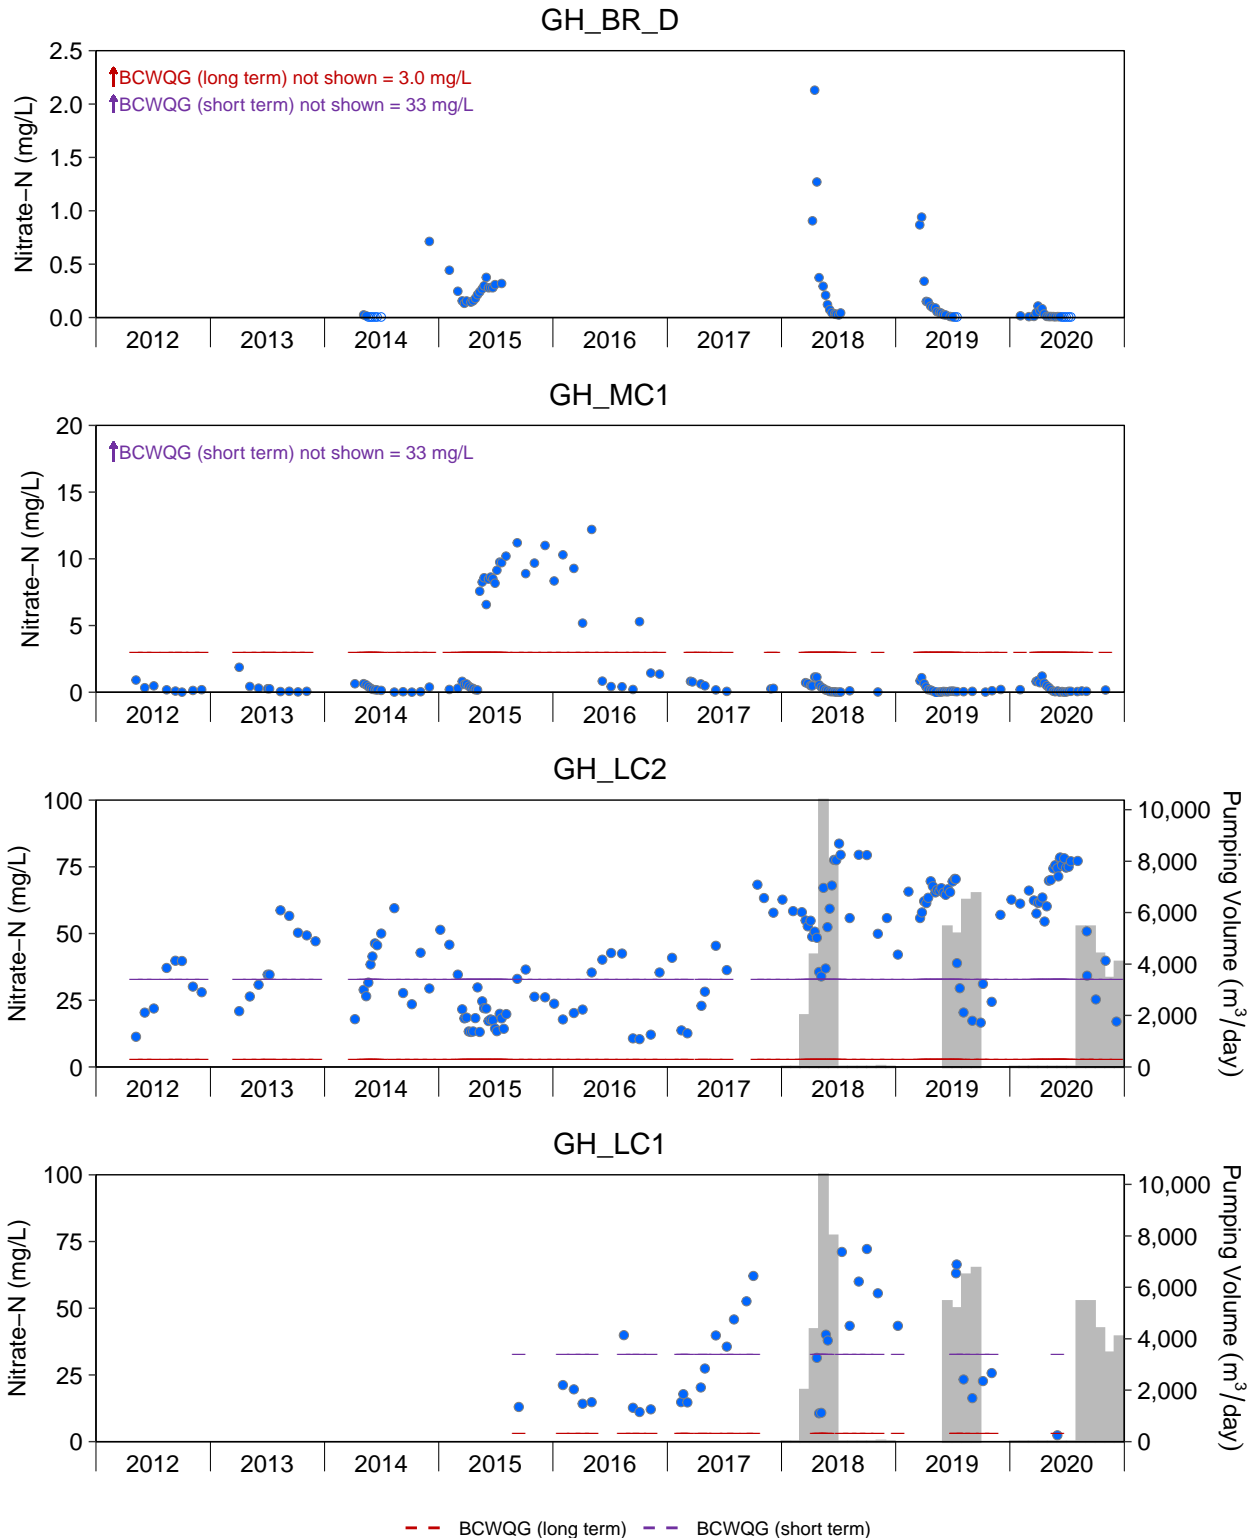 GH_BR_D
Nitrate−N (mg/L)
2.5
2.0
1.5
1.0
0.5
0.0
BCWQG (long term) not shown = 3.0 mg/L
BCWQG (short term) not shown = 33 mg/L
2012 2013 2014 2015 2016 2017 2018 2019 2020
GH_MC1
Nitrate−N (mg/L)
20
15
10
5
0
BCWQG (short term) not shown = 33 mg/L
2012 2013 2014 2015 2016 2017 2018 2019 2020
GH_LC2
Nitrate−N (mg/L)
100
75
50
25
0
10,000
8,000
6,000
4,000
2,000
0
Pumping Volume (m³/day)
2012 2013 2014 2015 2016 2017 2018 2019 2020
GH_LC1
Nitrate−N (mg/L)
100
75
50
25
0
10,000
8,000
6,000
4,000
2,000
0
Pumping Volume (m³/day)
2012 2013 2014 2015 2016 2017 2018 2019 2020
BCWQG (long term) BCWQG (short term)